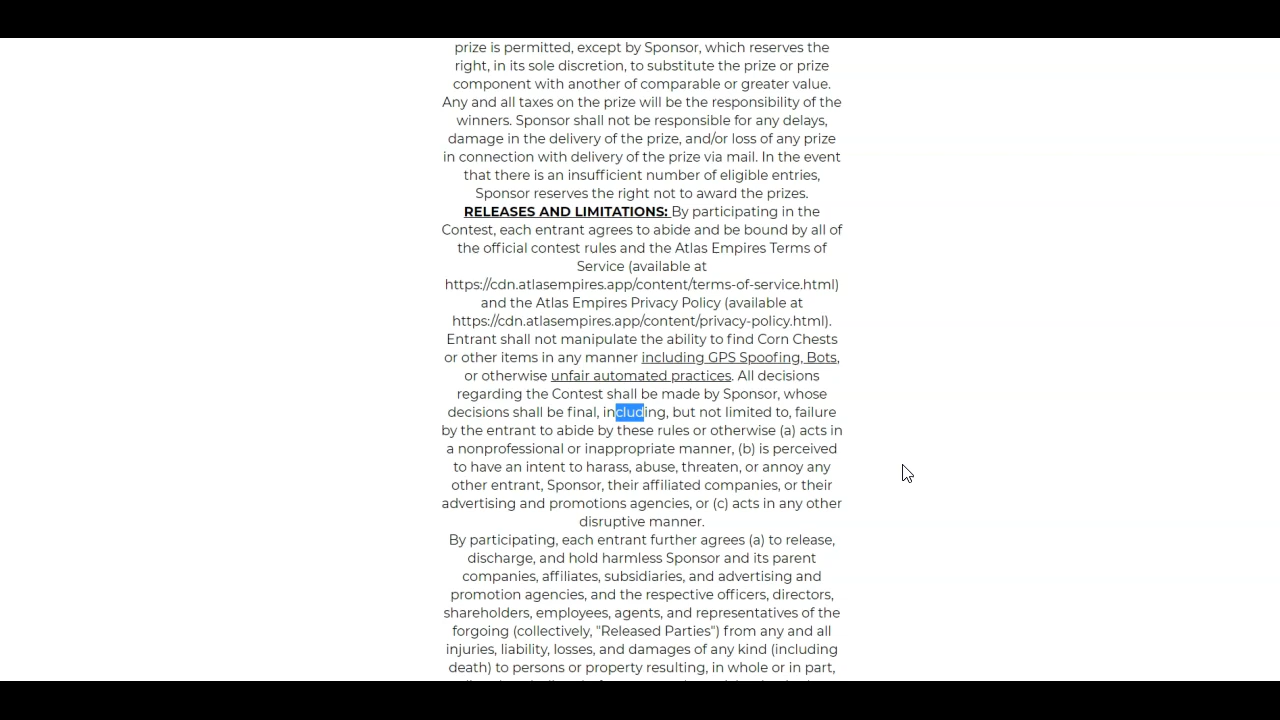 prize is permitted, except by Sponsor, which reserves the
right, in its sole discretion, to substitute the prize or prize
component with another of comparable or greater value.
Any and all taxes on the prize will be the responsibility of the
winners. Sponsor shall not be responsible for any delays,
damage in the delivery of the prize, and/or loss of any prize
in connection with delivery of the prize via mail. In the event
that there is an insufficient number of eligible entries,
Sponsor reserves the right not to award the prizes.
RELEASES AND LIMITATIONS: By participating in the
Contest, each entrant agrees to abide and be bound by all of
the official contest rules and the Atlas Empires Terms of
Service (available at
https://cdn.atlasempires.app/content/terms-of-service.html)
and the Atlas Empires Privacy Policy (available at
https://cdn.atlasempires.app/content/privacy-policy.html).
Entrant shall not manipulate the ability to find Corn Chests
or other items in any manner including GPS Spoofing, Bots,
or otherwise unfair automated practices. All decisions
regarding the Contest shall be made by Sponsor, whose
decisions shall be final, including, but not limited to, failure
by the entrant to abide by these rules or otherwise (a) acts in
a nonprofessional or inappropriate manner, (b) is perceived
to have an intent to harass, abuse, threaten, or annoy any
other entrant, Sponsor, their affiliated companies, or their
advertising and promotions agencies, or (c) acts in any other
disruptive manner.
By participating, each entrant further agrees (a) to release,
discharge, and hold harmless Sponsor and its parent
companies, affiliates, subsidiaries, and advertising and
promotion agencies, and the respective officers, directors,
shareholders, employees, agents, and representatives of the
forgoing (collectively, "Released Parties") from any and all
injuries, liability, losses, and damages of any kind (including
death) to persons or property resulting, in whole or in part,